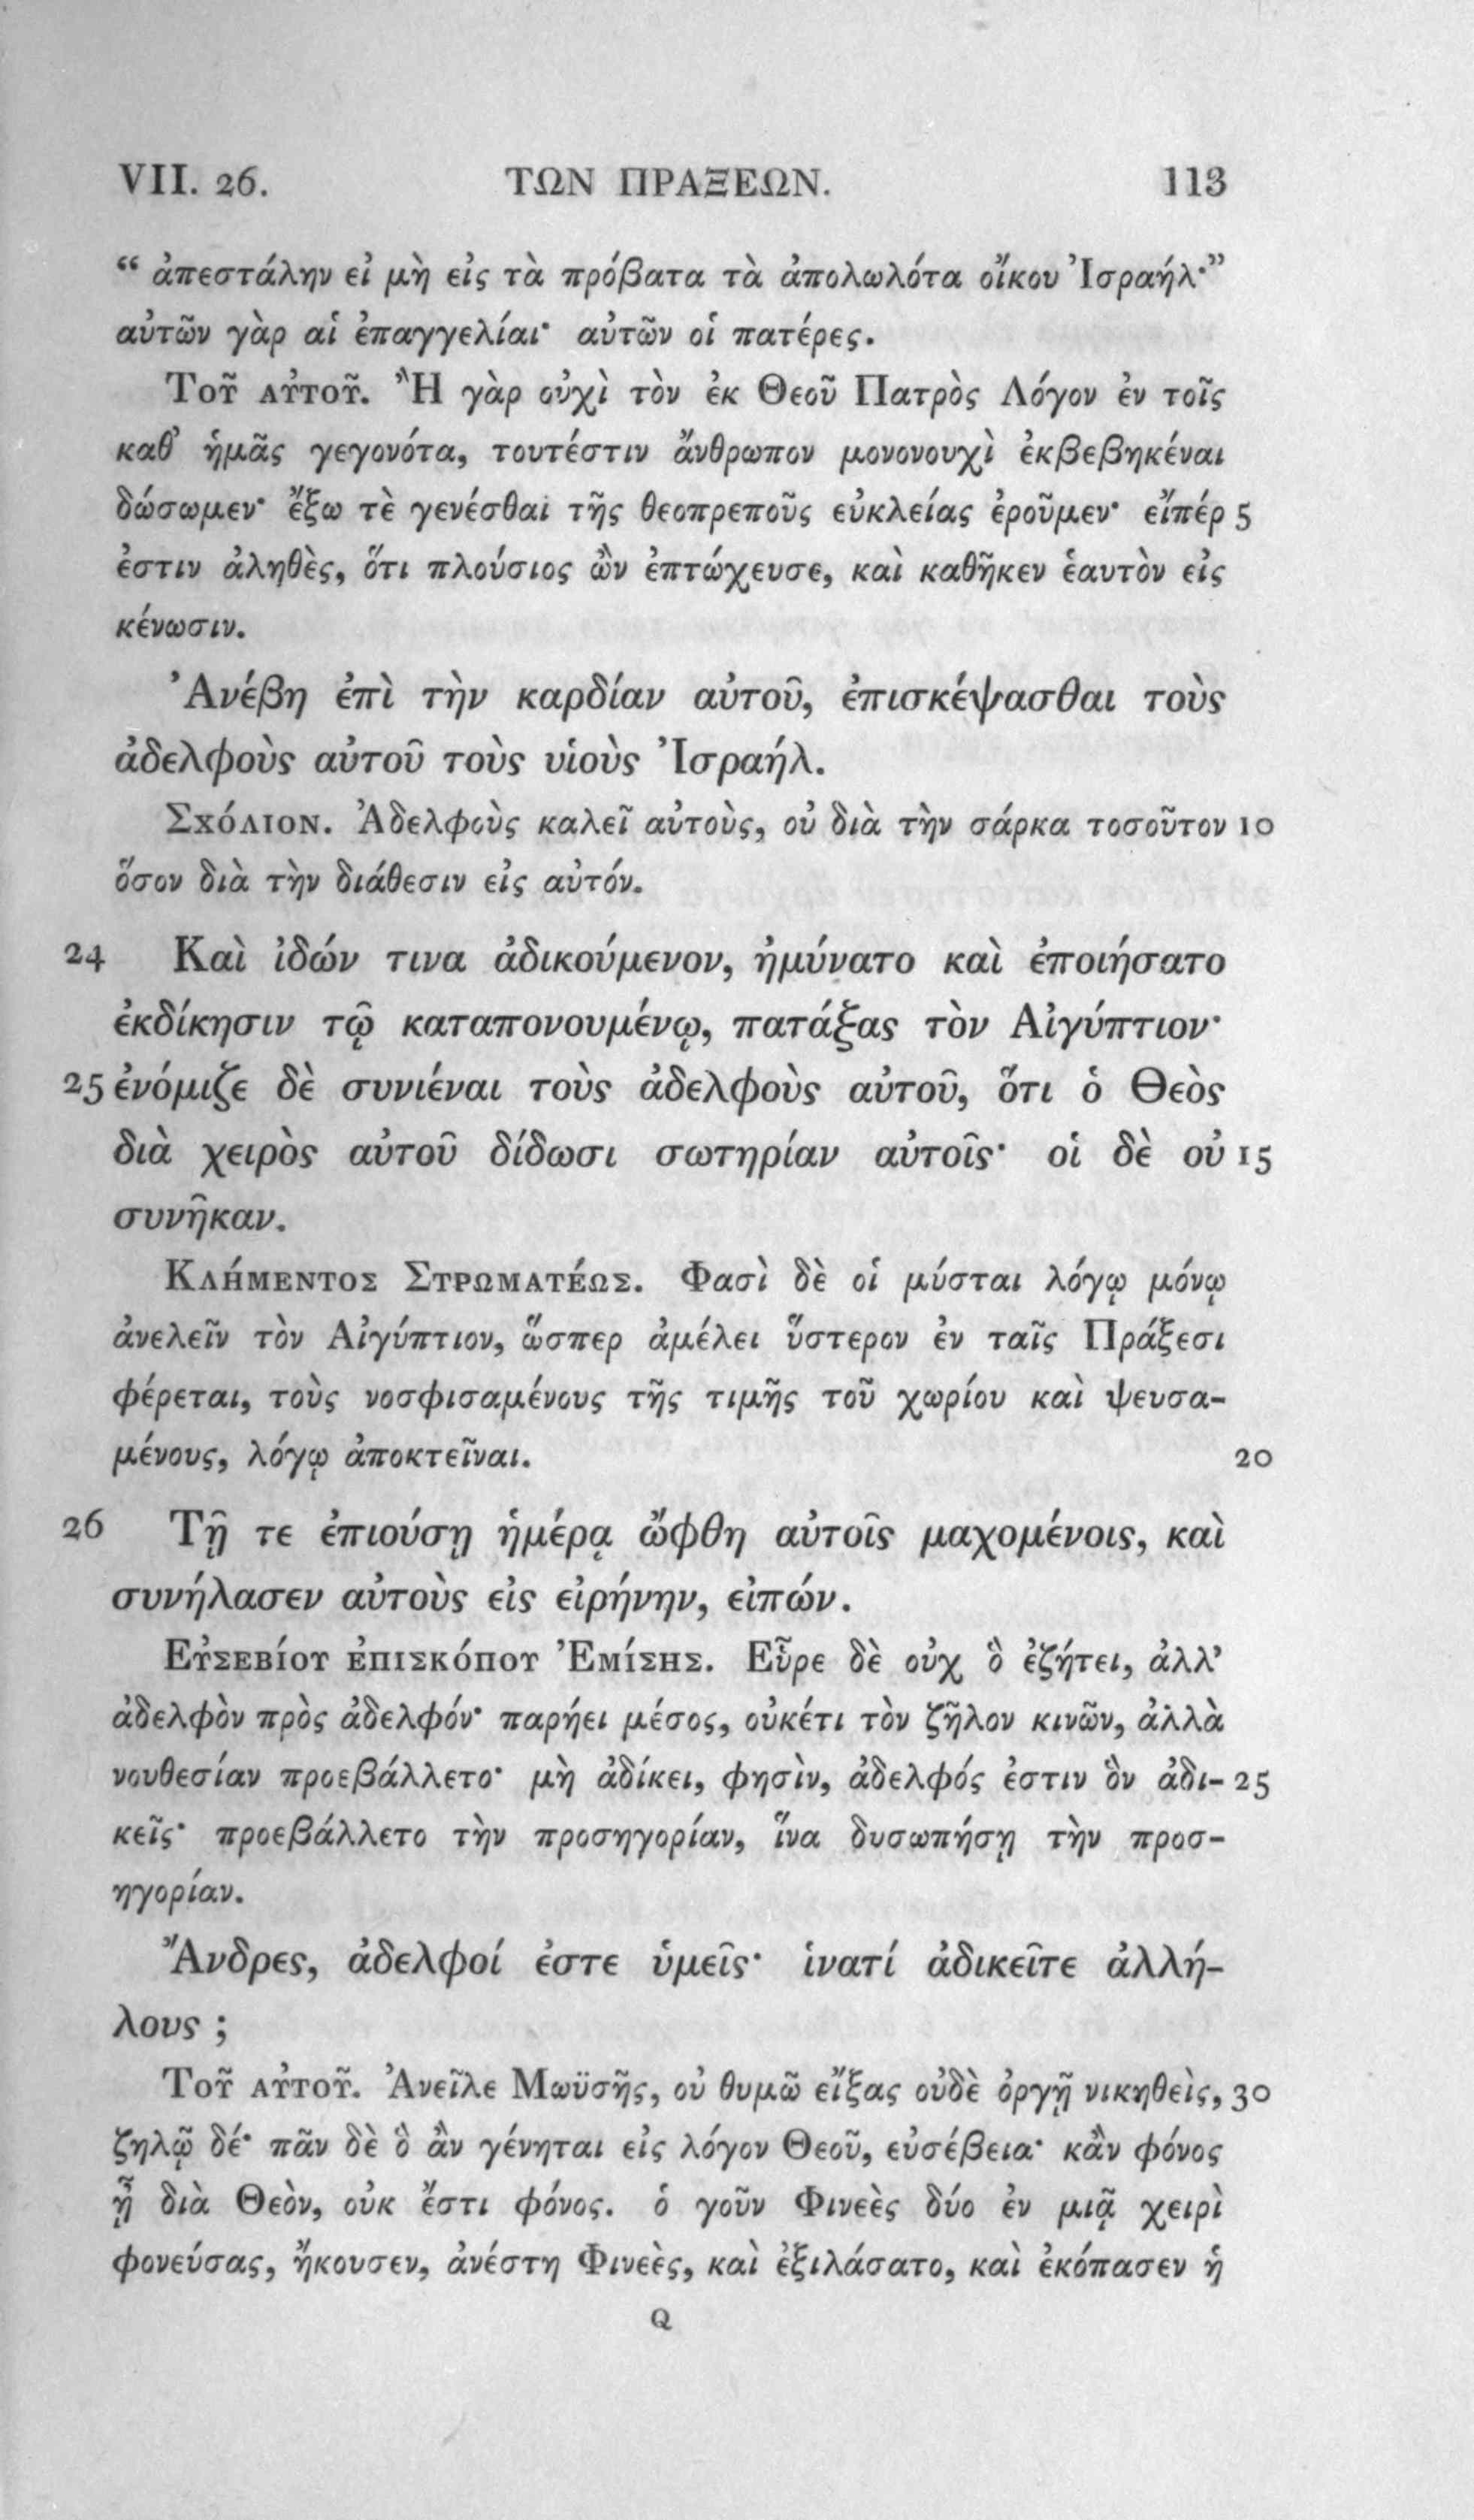 VII. 26. ΤΩΝ ΠΡΑΞΕΩΝ. 113
“ ἀπεστάλην εἰ μὴ εἰς τὰ πρόβατα τὰ ἀπολωλότα οἴκου Ἰσραήλ·”
αὐτῶν γὰρ αἱ ἐπαγγελίαι· αὐτῶν οἱ πατέρες.
Τοῦ αὐτοῦ. Ἢ γὰρ οὐχὶ τὸν ἐκ Θεοῦ Πατρὸς Λόγον ἐν τοῖς
καθ’ ἡμᾶς γεγονότα, τουτέστιν ἄνθρωπον μονονουχὶ ἐκβεβηκέναι
δώσωμεν· ἔξω τὲ γενέσθαι τῆς θεοπρεποῦς εὐκλείας ἐροῦμεν· εἴπέρ 5
ἐστιν ἀληθὲς, ὅτι πλούσιος ὢν ἐπτώχευσε, καὶ καθῆκεν ἑαυτὸν εἰς
κένωσιν.
Ἀνέβη ἐπὶ τὴν καρδίαν αὐτοῦ, ἐπισκέψασθαι τοὺς
ἀδελφοὺς αὐτοῦ τοὺς υἱοὺς Ἰσραήλ.
Σχόλιον. Ἀδελφοὺς καλεῖ αὐτοὺς, οὐ διὰ τὴν σάρκα τοσοῦτον 10
ὅσον διὰ τὴν διάθεσιν εἰς αὐτόν.
24 Καὶ ἰδών τινα ἀδικούμενον, ἠμύνατο καὶ ἐποιήσατο
ἐκδίκησιν τῷ καταπονουμένῳ, πατάξας τὸν Αἰγύπτιον·
25 ἐνόμιζε δὲ συνιέναι τοὺς ἀδελφοὺς αὐτοῦ, ὅτι ὁ Θεὸς
διὰ χειρὸς αὐτοῦ δίδωσι σωτηρίαν αὐτοῖς· οἱ δὲ οὐ 15
συνῆκαν.
Κλήμεντος Στρωματέως. Φασὶ δὲ οἱ μύσται λόγῳ μόνῳ
ἀνελεῖν τὸν Αἰγύπτιον, ὥσπερ ἀμέλει ὕστερον ἐν ταῖς Πράξεσι
φέρεται, τοὺς νοσφισαμένους τῆς τιμῆς τοῦ χωρίου καὶ ψευσα-
μένους, λόγῳ ἀποκτεῖναι. 20
26 Τῇ τε ἐπιούσῃ ἡμέρᾳ ὤφθη αὐτοῖς μαχομένοις, καὶ
συνήλασεν αὐτοὺς εἰς εἰρήνην, εἰπών.
Εὐσεβίου ἐπισκόπου Ἐμίσης. Εὗρε δὲ οὐχ ὃ ἐζήτει, ἀλλ’
ἀδελφὸν πρὸς ἀδελφόν· παρήει μέσος, οὐκέτι τὸν ζῆλον κινῶν, ἀλλὰ
νουθεσίαν προεβάλλετο· μὴ ἀδίκει, φησὶν, ἀδελφός ἐστιν ὃν ἀδι- 25
κεῖς· προεβάλλετο τὴν προσηγορίαν, ἵνα δυσωπήσῃ τὴν προσ-
ηγορίαν.
Ἄνδρες, ἀδελφοί ἐστε ὑμεῖς· ἱνατί ἀδικεῖτε ἀλλή-
λους ;
Τοῦ αὐτοῦ. Ἀνεῖλε Μωϋσῆς, οὐ θυμῶ εἴξας οὐδὲ ὀργῇ νικηθεὶς, 30
ζηλῷ δέ· πᾶν δὲ ὃ ἂν γένηται εἰς λόγον Θεοῦ, εὐσέβεια· κἂν φόνος
ᾖ διὰ Θεὸν, οὐκ ἔστι φόνος. ὁ γοῦν Φινεὲς δύο ἐν μιᾷ χειρὶ
φονεύσας, ἤκουσεν, ἀνέστη Φινεὲς, καὶ ἐξιλάσατο, καὶ ἐκόπασεν ἡ
Q